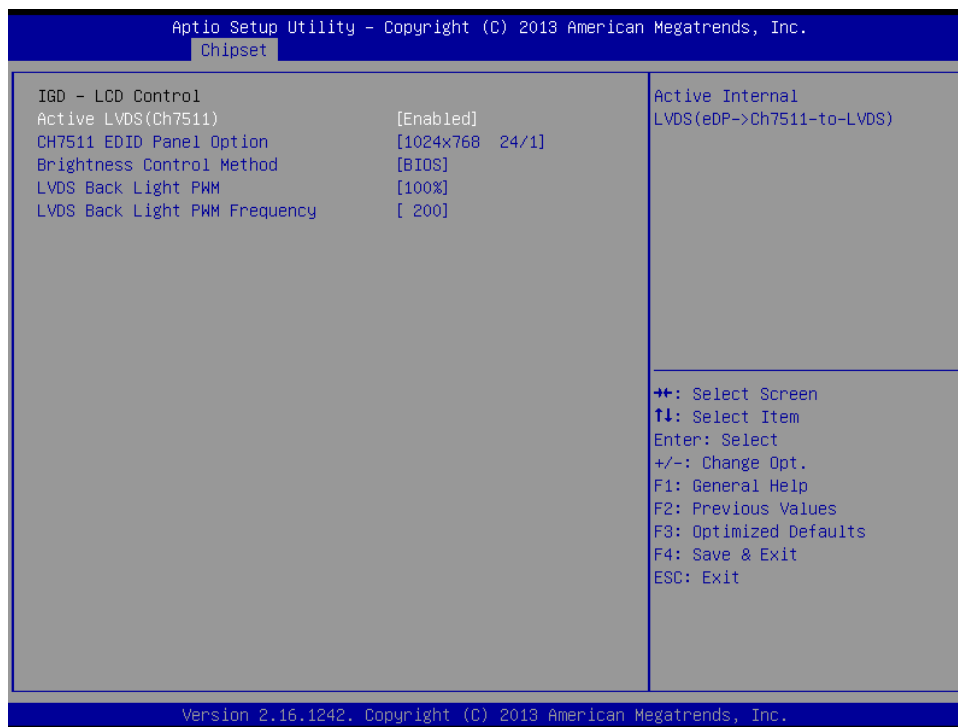 Aptio Setup Utility – Copyright (C) 2013 American Megatrends, Inc.
Chipset
IGD – LCD Control
Active LVDS(Ch7511) [Enabled]
CH7511 EDID Panel Option [1024x768 24/1]
Brightness Control Method [BIOS]
LVDS Back Light PWM [100%]
LVDS Back Light PWM Frequency [ 200]
Active Internal
LVDS(eDP->Ch7511-to-LVDS)
→←: Select Screen
↑↓: Select Item
Enter: Select
+/-: Change Opt.
F1: General Help
F2: Previous Values
F3: Optimized Defaults
F4: Save & Exit
ESC: Exit
Version 2.16.1242. Copyright (C) 2013 American Megatrends, Inc.